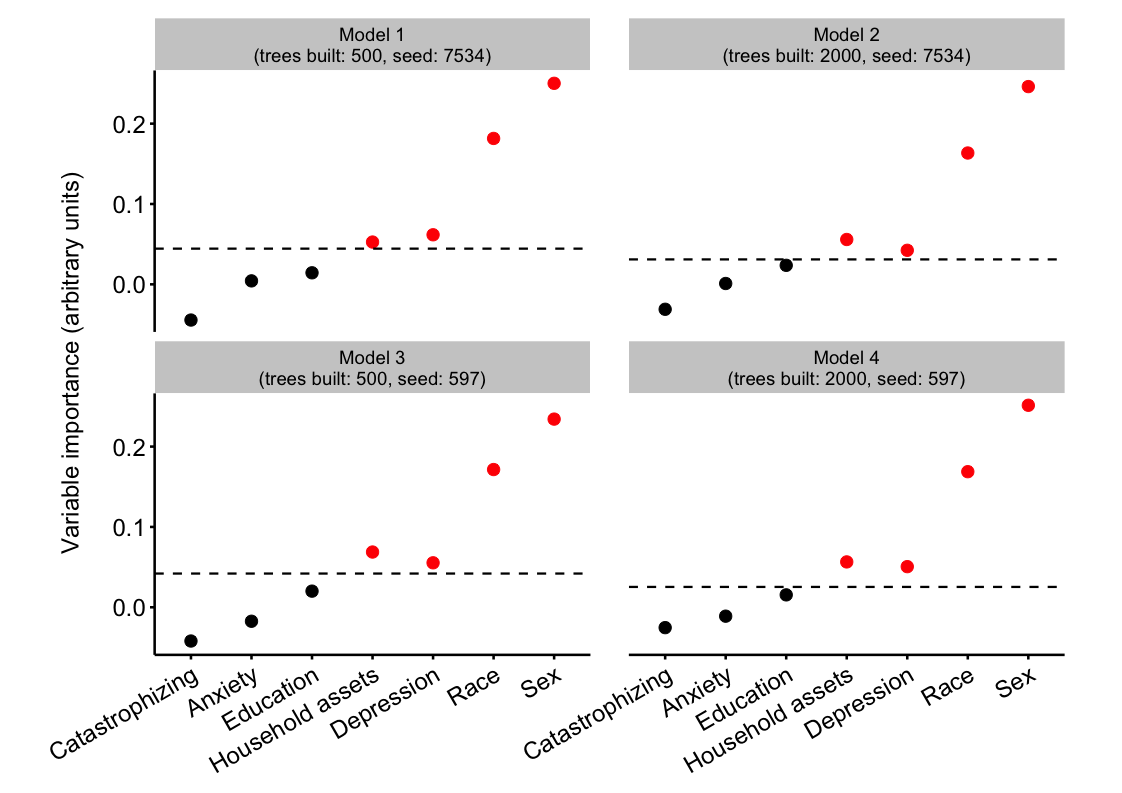 Model 1
(trees built: 500, seed: 7534)
Model 2
(trees built: 2000, seed: 7534)
0.2
0.1
0.0
Model 3
(trees built: 500, seed: 597)
Model 4
(trees built: 2000, seed: 597)
0.2
0.1
0.0
Variable importance (arbitrary units)
Catastrophizing
Anxiety
Education
Household assets
Depression
Race
Sex
Catastrophizing
Anxiety
Education
Household assets
Depression
Race
Sex